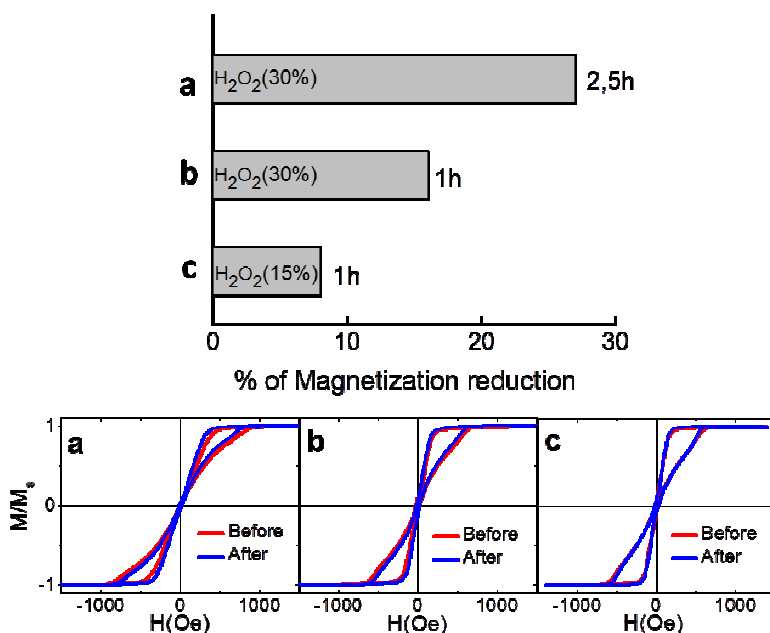 a H₂O₂(30%) 2,5h
b H₂O₂(30%) 1h
c H₂O₂(15%) 1h
0 10 20 30
% of Magnetization reduction
a b c
1
0
-1
M/Mₛ
Before
After
Before
After
Before
After
-1000 0 1000
-1000 0 1000
-1000 0 1000
H(Oe) H(Oe) H(Oe)